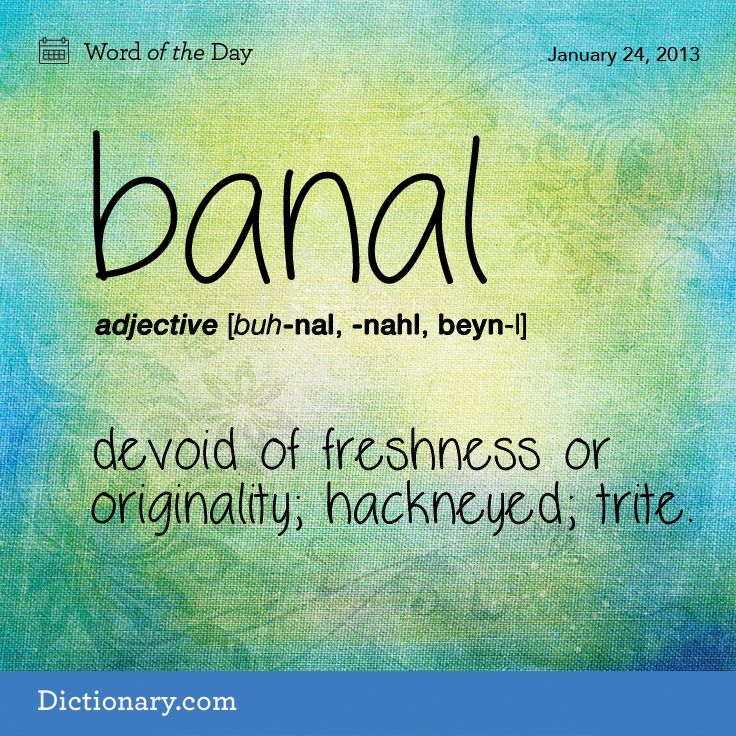 Word of the Day
January 24, 2013
banal
adjective [buh-nal, -nahl, beyn-l]
devoid of freshness or
originality; hackneyed; trite.
Dictionary.com